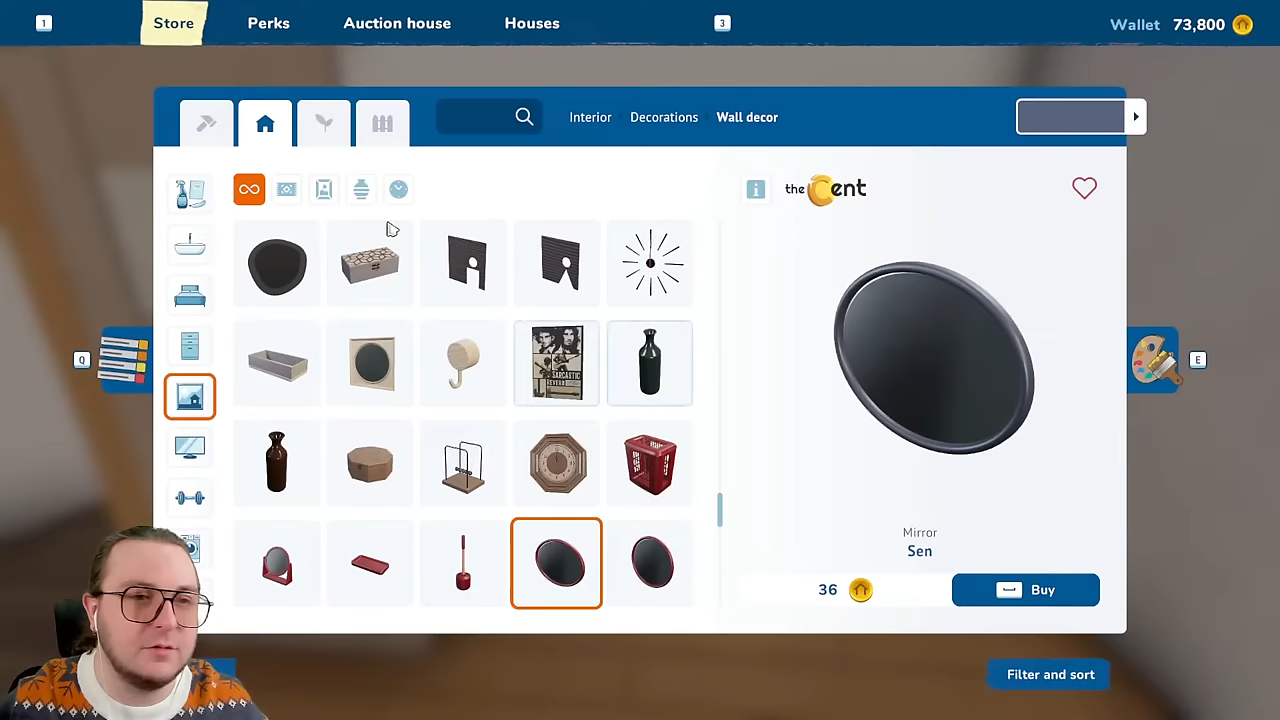 1
Store
Perks
Auction house
Houses
3
Wallet 73,800
Interior
Decorations
Wall decor
the Cent
Q
E
SARCASTIC
REVERB
Mirror
Sen
36
Buy
Filter and sort